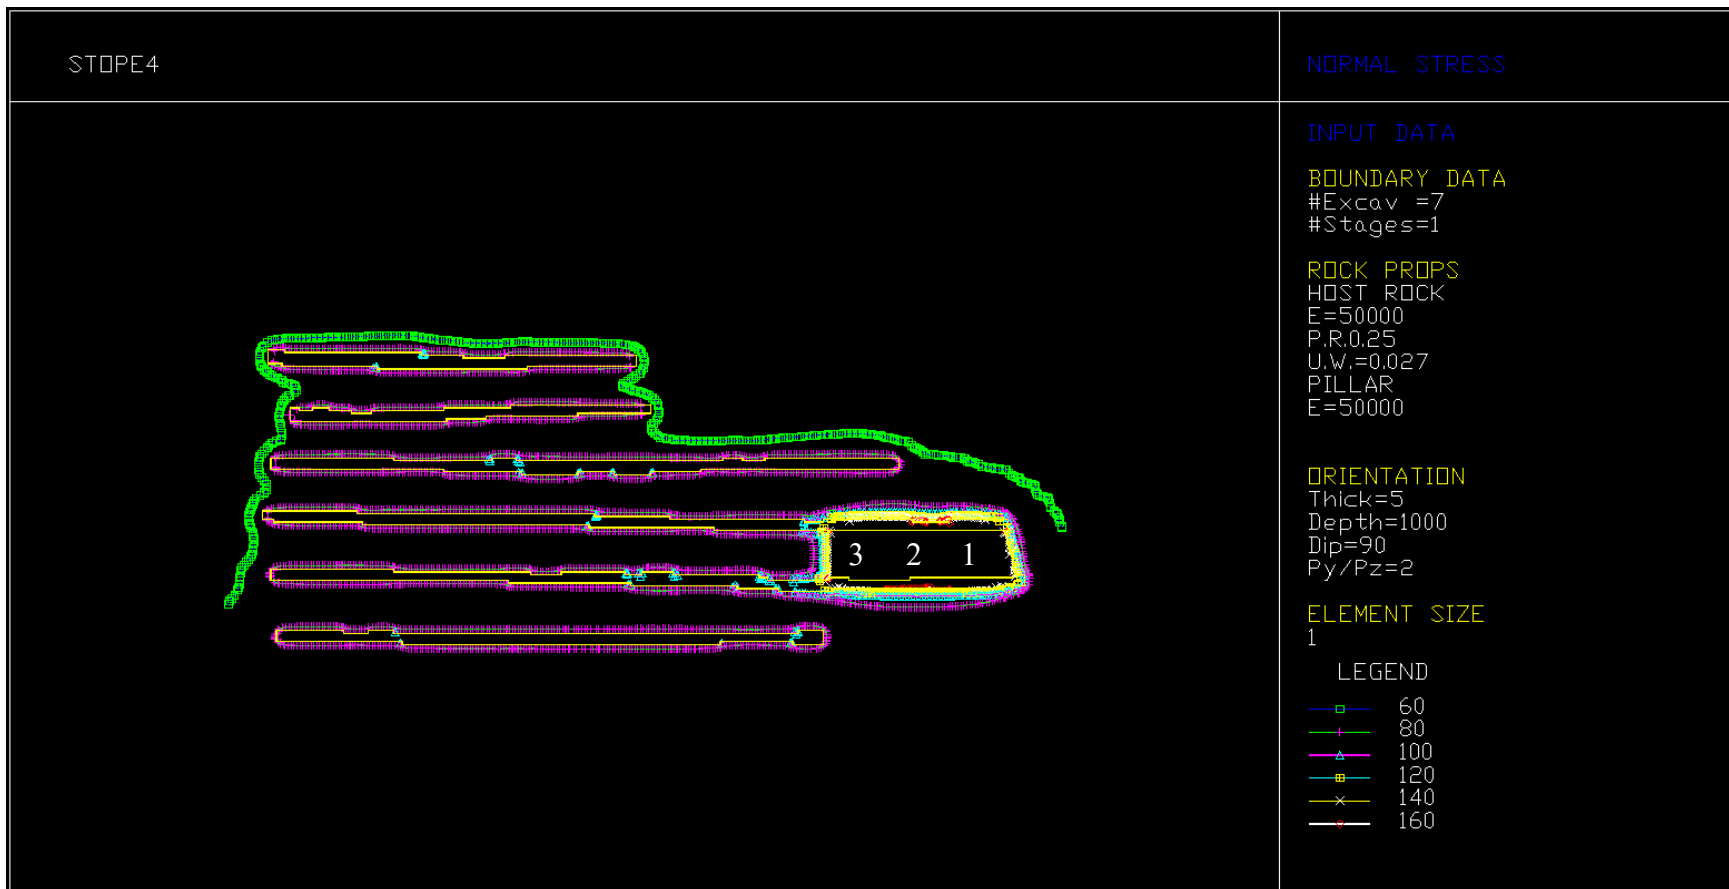 STOPE4
NORMAL STRESS
INPUT DATA
BOUNDARY DATA
#Excav =7
#Stages=1
ROCK PROPS
HOST ROCK
E=50000
P.R.0.25
U.W.=0.027
PILLAR
E=50000
ORIENTATION
Thick=5
Depth=1000
Dip=90
Py/Pz=2
ELEMENT SIZE
1
LEGEND
60
80
100
120
140
160
3 2 1